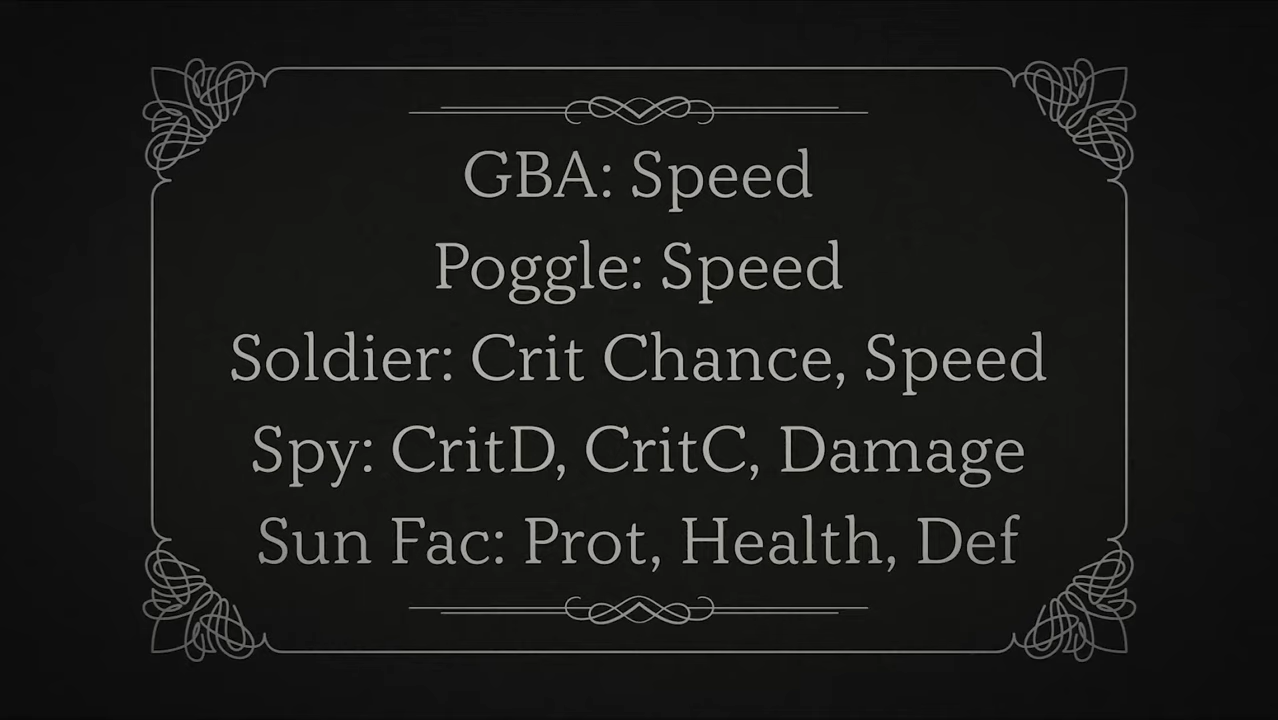 GBA: Speed
Poggle: Speed
Soldier: Crit Chance, Speed
Spy: CritD, CritC, Damage
Sun Fac: Prot, Health, Def